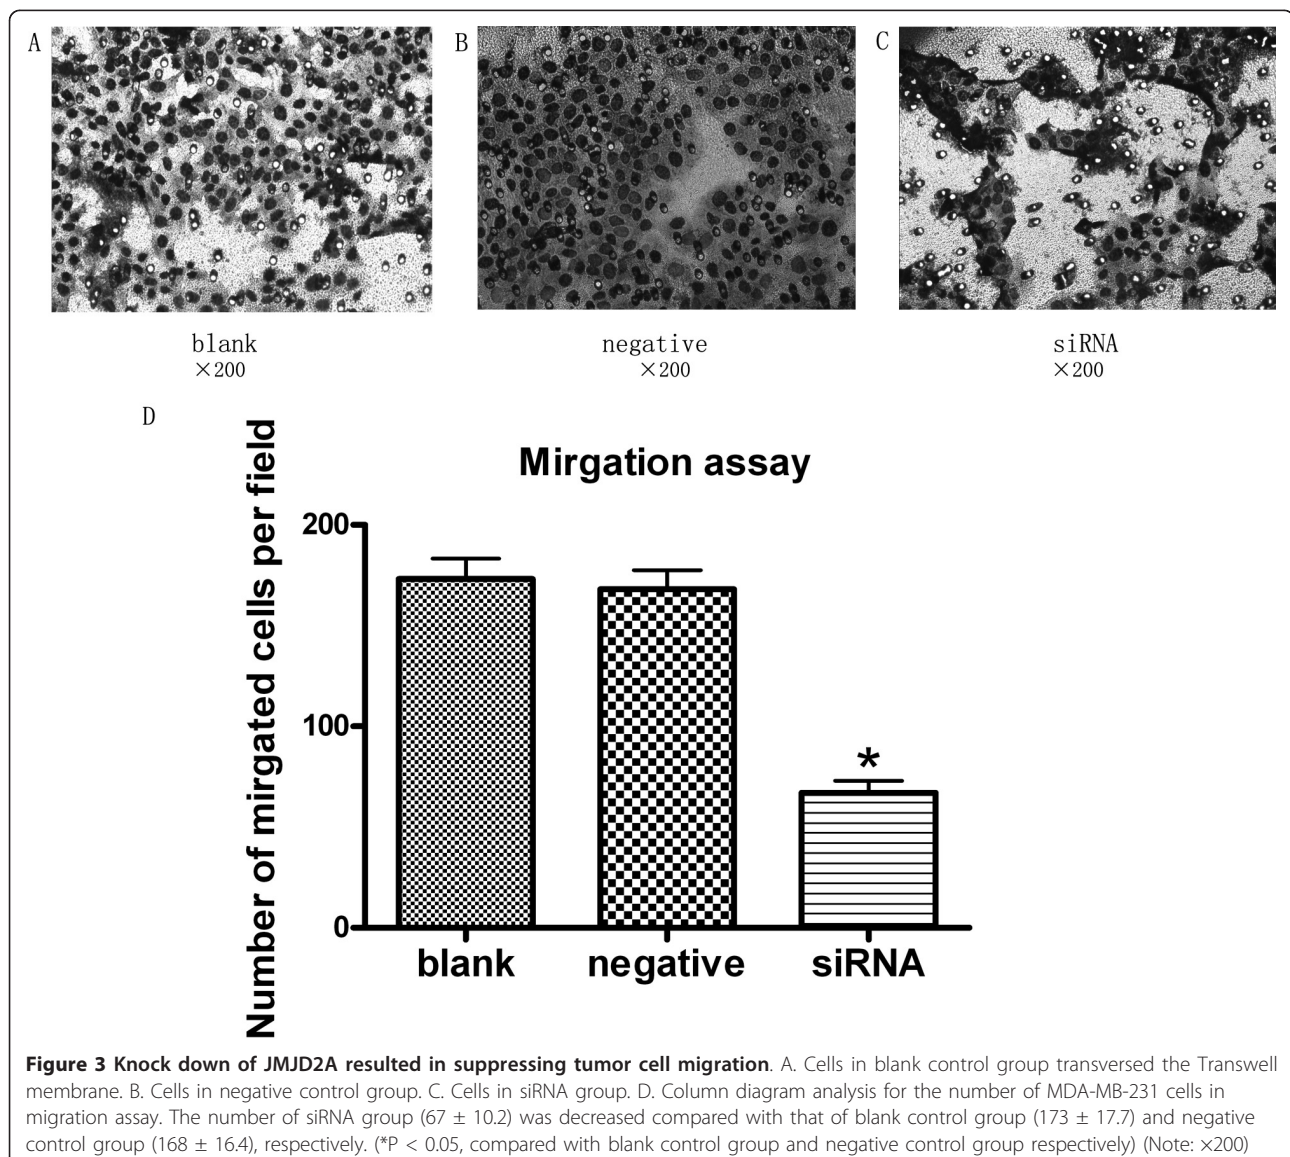 A
B
C
blank
×200
negative
×200
siRNA
×200
D
Mirgation assay
Number of mirgated cells per field
200
100
0
*
blank
negative
siRNA
Figure 3 Knock down of JMJD2A resulted in suppressing tumor cell migration. A. Cells in blank control group transversed the Transwell
membrane. B. Cells in negative control group. C. Cells in siRNA group. D. Column diagram analysis for the number of MDA-MB-231 cells in
migration assay. The number of siRNA group (67 ± 10.2) was decreased compared with that of blank control group (173 ± 17.7) and negative
control group (168 ± 16.4), respectively. (*P < 0.05, compared with blank control group and negative control group respectively) (Note: ×200)